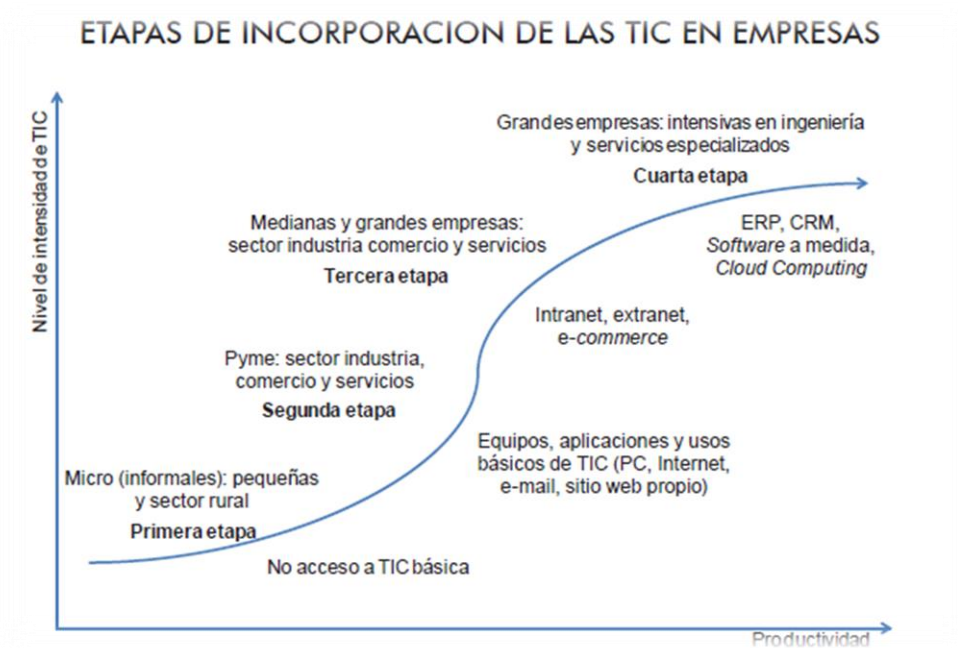 ETAPAS DE INCORPORACION DE LAS TIC EN EMPRESAS
Nivel de intensidad de TIC
Grandes empresas: intensivas en ingeniería
y servicios especializados
Cuarta etapa
Medianas y grandes empresas:
sector industria comercio y servicios
Tercera etapa
ERP, CRM,
Software a medida,
Cloud Computing
Intranet, extranet,
e-commerce
Pyme: sector industria,
comercio y servicios
Segunda etapa
Equipos, aplicaciones y usos
básicos de TIC (PC, Internet,
e-mail, sitio web propio)
Micro (informales): pequeñas
y sector rural
Primera etapa
No acceso a TIC básica
Productividad